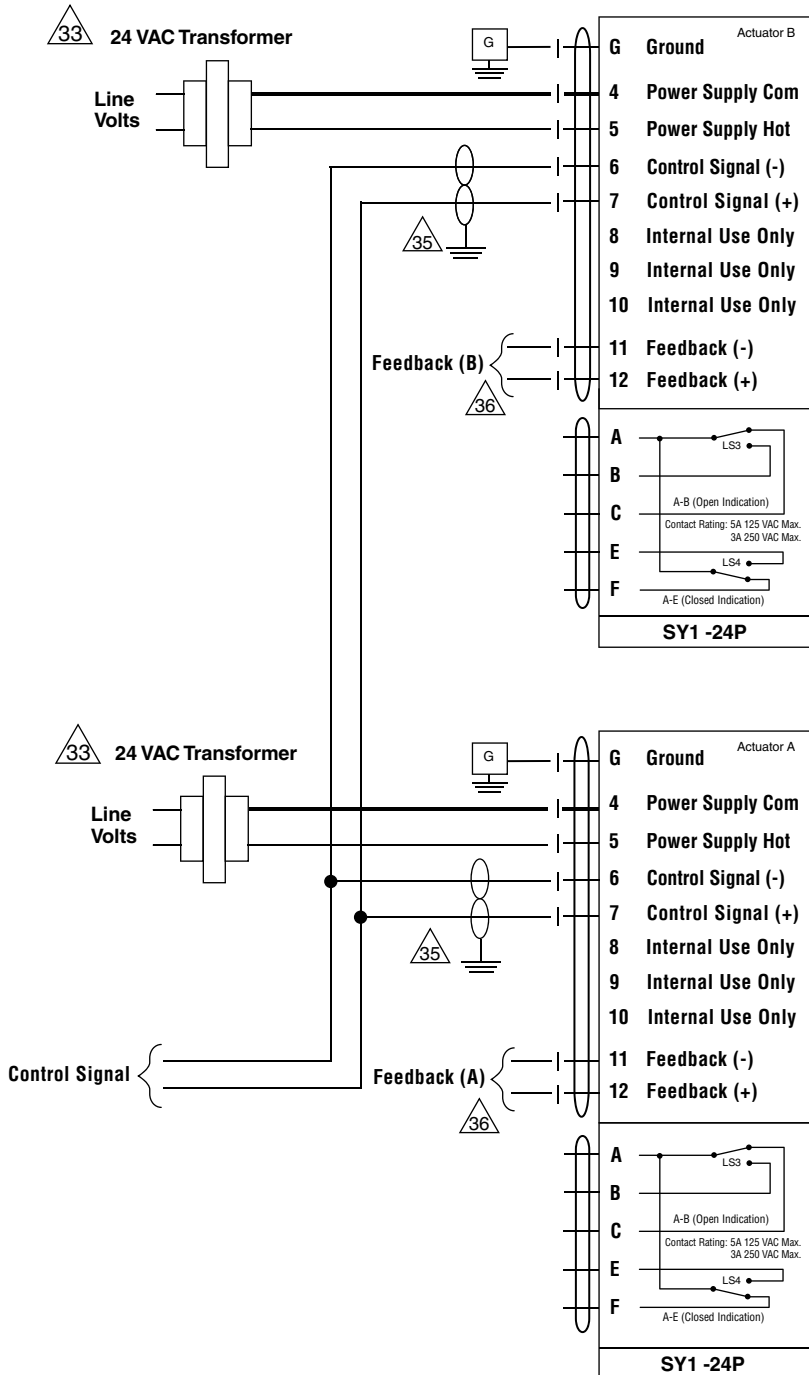 33 24 VAC Transformer
Line
Volts
G
Actuator B
G Ground
4 Power Supply Com
5 Power Supply Hot
6 Control Signal (-)
7 Control Signal (+)
8 Internal Use Only
9 Internal Use Only
10 Internal Use Only
11 Feedback (-)
12 Feedback (+)
35
Feedback (B)
36
A
LS3
B
A-B (Open Indication)
C
Contact Rating: 5A 125 VAC Max.
3A 250 VAC Max.
E
LS4
F
A-E (Closed Indication)
SY1 -24P
33 24 VAC Transformer
Line
Volts
G
Actuator A
G Ground
4 Power Supply Com
5 Power Supply Hot
6 Control Signal (-)
7 Control Signal (+)
8 Internal Use Only
9 Internal Use Only
10 Internal Use Only
11 Feedback (-)
12 Feedback (+)
35
Control Signal
Feedback (A)
36
A
LS3
B
A-B (Open Indication)
C
Contact Rating: 5A 125 VAC Max.
3A 250 VAC Max.
E
LS4
F
A-E (Closed Indication)
SY1 -24P